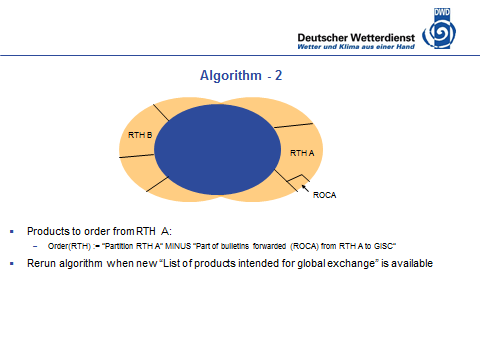 DWD
Deutscher Wetterdienst
Wetter und Klima aus einer Hand
Algorithm - 2
RTH B
RTH A
ROCA
Products to order from RTH A:
– Order(RTH) := "Partition RTH A" MINUS "Part of bulletins forwarded (ROCA) from RTH A to GISC"
Rerun algorithm when new “List of products intended for global exchange” is available